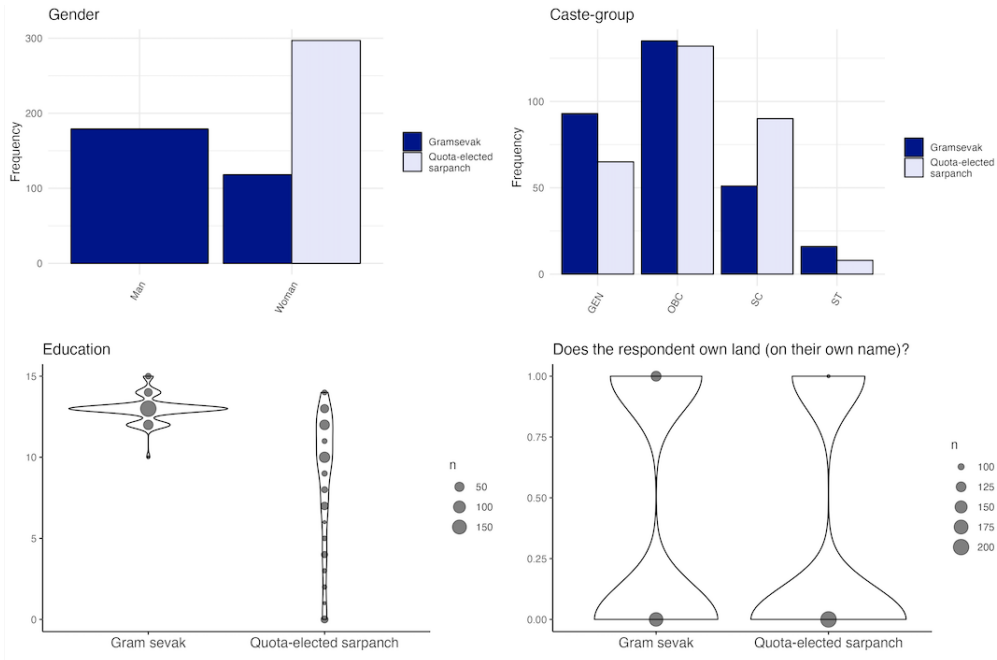 Gender
300
200
100
0
Frequency
Man
Woman
Gramsevak
Quota-elected
sarpanch
Caste-group
100
50
0
Frequency
GEN
OBC
SC
ST
Gramsevak
Quota-elected
sarpanch
Education
15
10
5
0
Gram sevak
Quota-elected sarpanch
n
50
100
150
Does the respondent own land (on their own name)?
1.00
0.75
0.50
0.25
0.00
Gram sevak
Quota-elected sarpanch
n
100
125
150
175
200